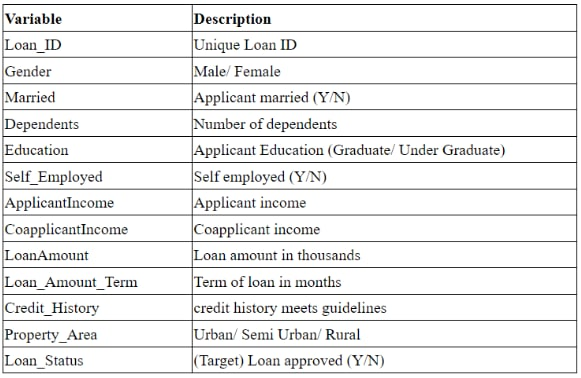 Variable Description
Loan_ID Unique Loan ID
Gender Male/ Female
Married Applicant married (Y/N)
Dependents Number of dependents
Education Applicant Education (Graduate/ Under Graduate)
Self_Employed Self employed (Y/N)
ApplicantIncome Applicant income
CoapplicantIncome Coapplicant income
LoanAmount Loan amount in thousands
Loan_Amount_Term Term of loan in months
Credit_History credit history meets guidelines
Property_Area Urban/ Semi Urban/ Rural
Loan_Status (Target) Loan approved (Y/N)